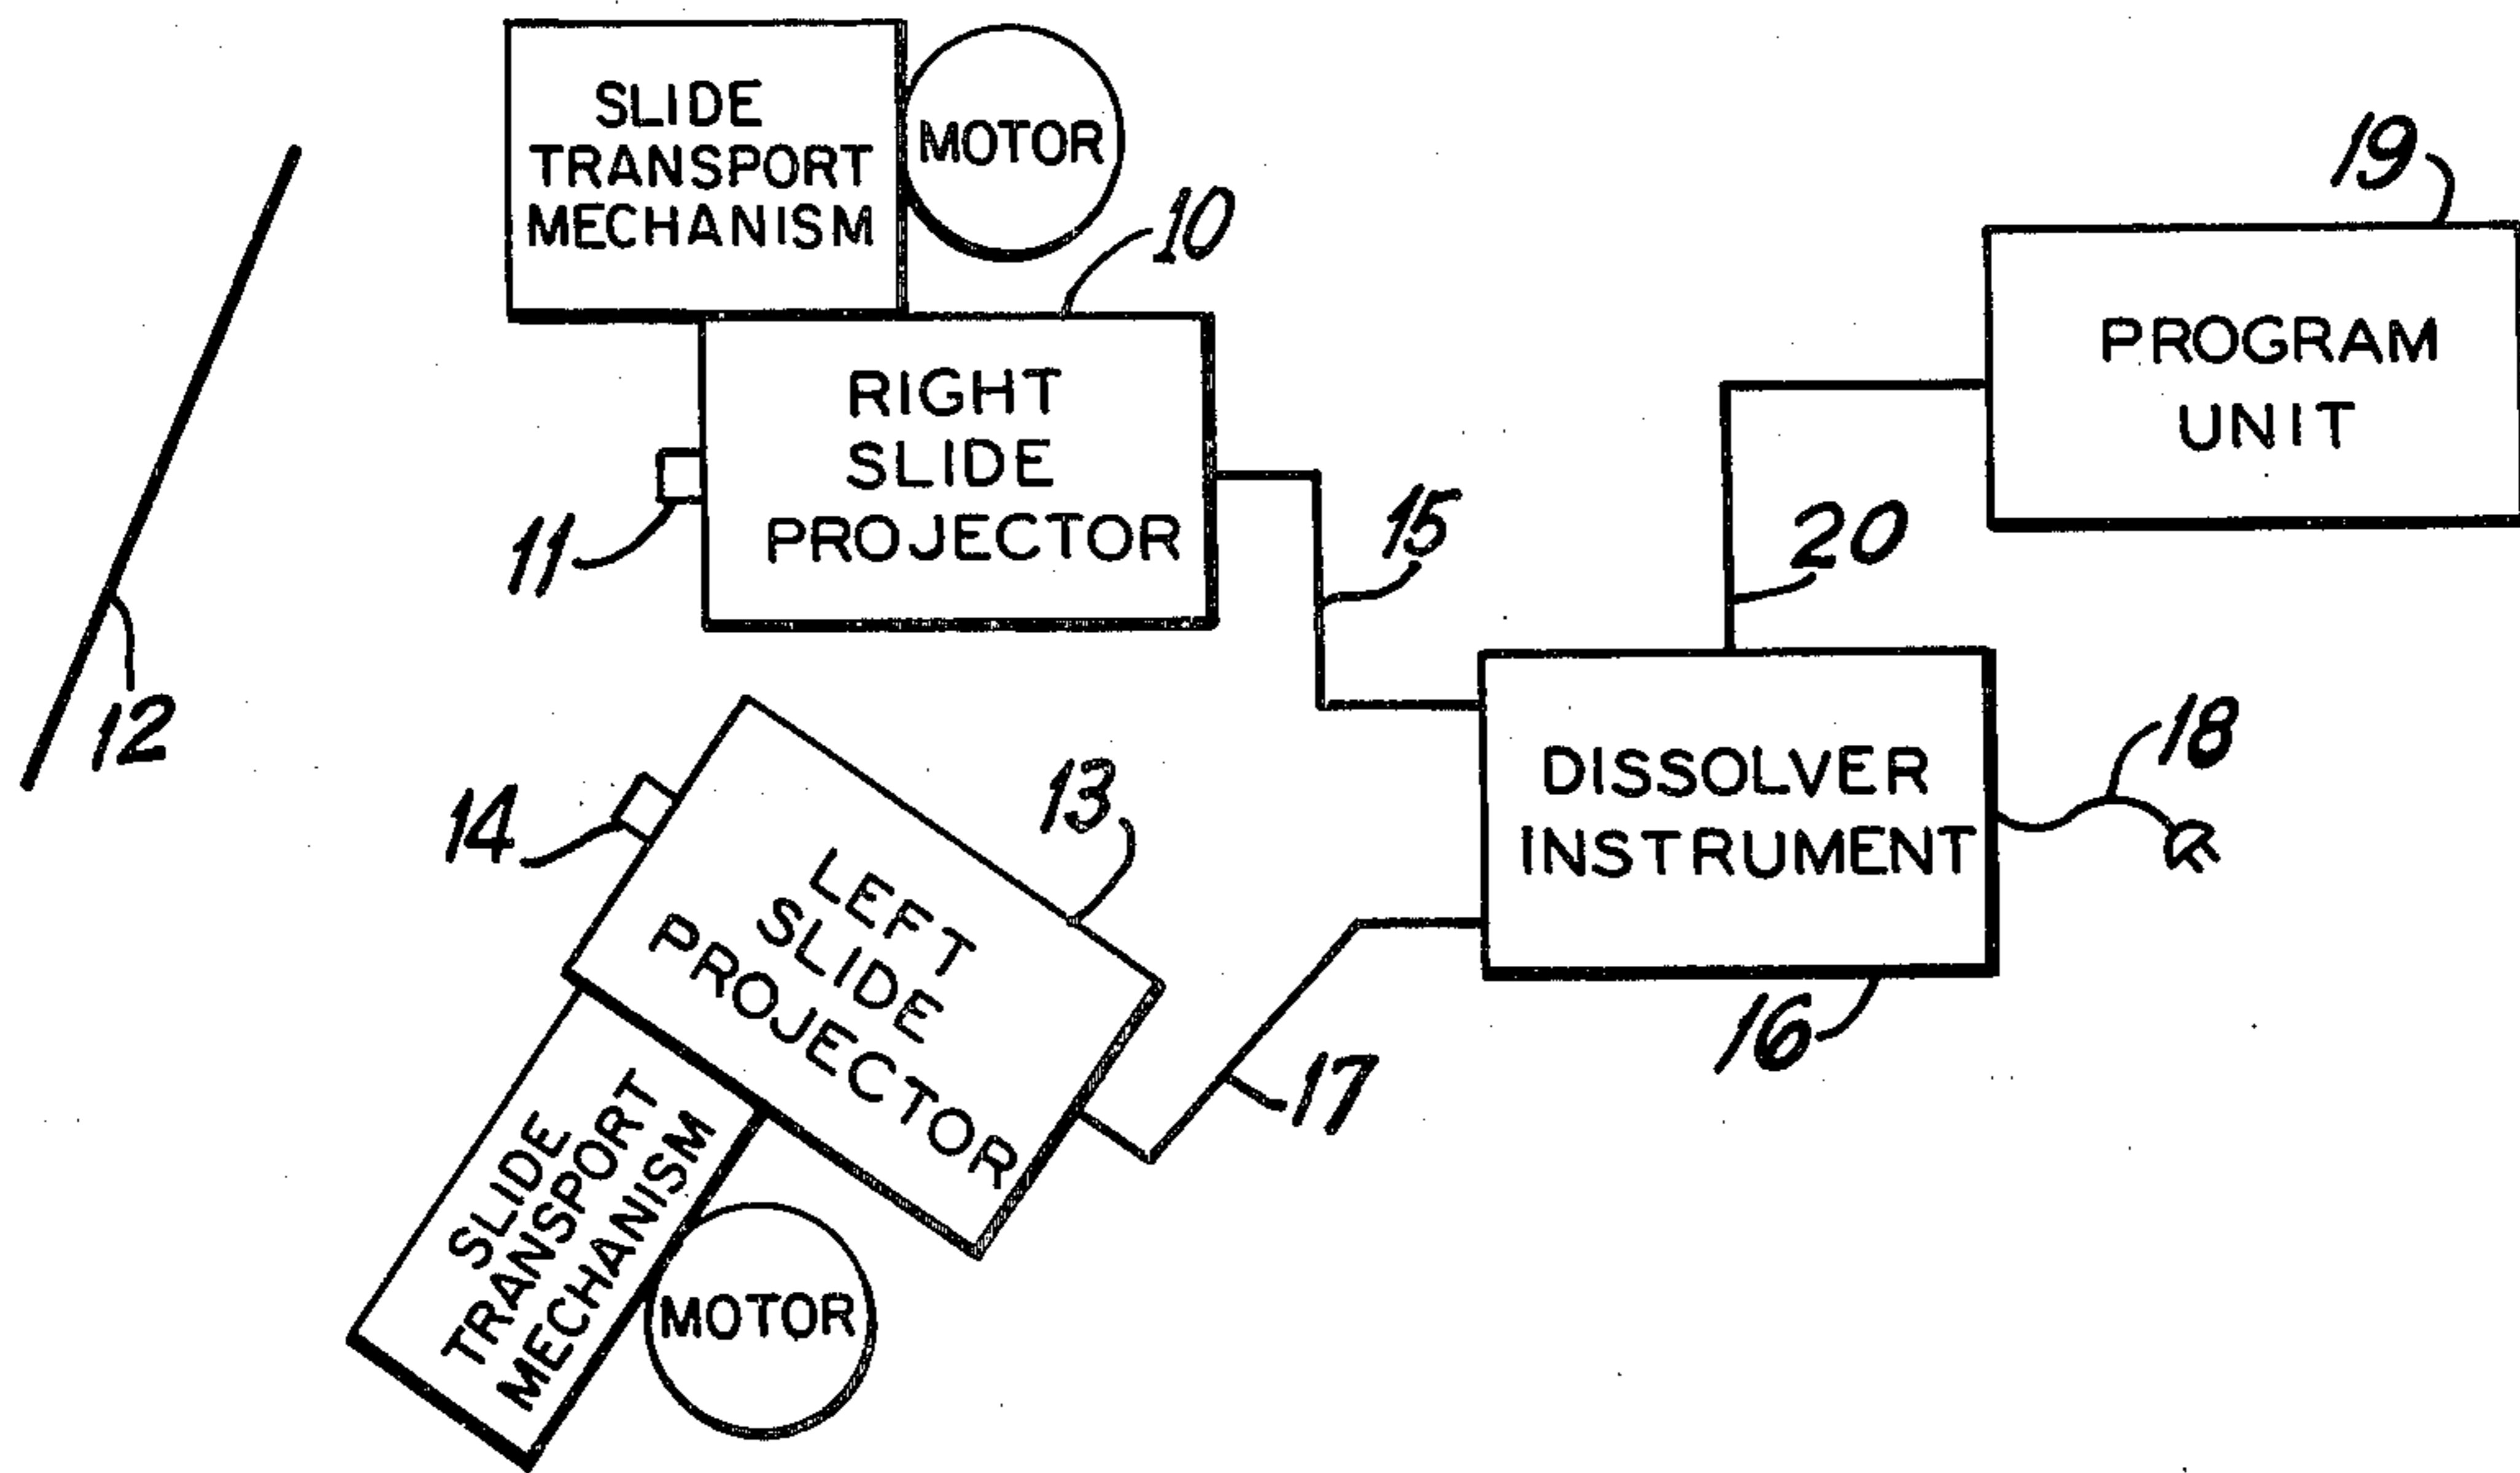 SLIDE
TRANSPORT
MECHANISM
MOTOR
10
19
RIGHT
SLIDE
PROJECTOR
11
15
PROGRAM
UNIT
20
12
14
13
LEFT
SLIDE
PROJECTOR
DISSOLVER
INSTRUMENT
18
16
17
SLIDE
TRANSPORT
MECHANISM
MOTOR